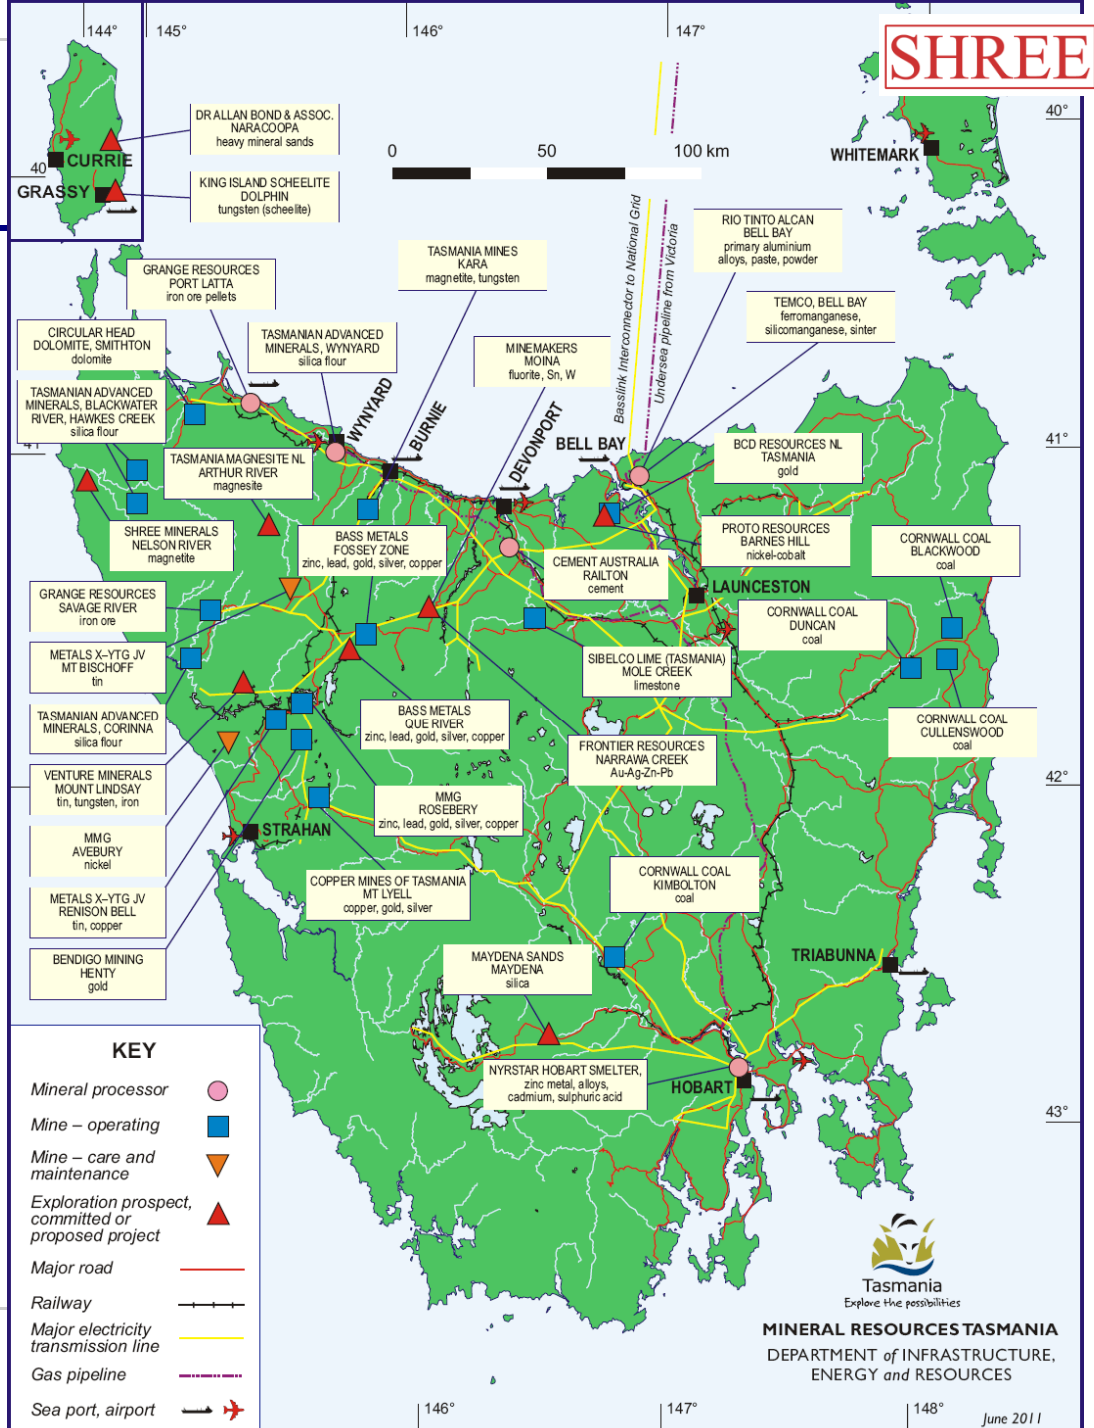 144°
145°
146°
147°
SHREE
40°
DR ALLAN BOND & ASSOC.
NARACOOPA
heavy mineral sands
CURRIE
40
GRASSY
KING ISLAND SCHEELITE
DOLPHIN
tungsten (scheelite)
0 50 100 km
WHITEMARK
Basslink Interconnector to National Grid
Undersea pipeline from Victoria
RIO TINTO ALCAN
BELL BAY
primary aluminium
alloys, paste, powder
TASMANIA MINES
KARA
magnetite, tungsten
GRANGE RESOURCES
PORT LATTA
iron ore pellets
TEMCO, BELL BAY
ferromanganese,
silicomanganese, sinter
CIRCULAR HEAD
DOLOMITE, SMITHTON
dolomite
TASMANIAN ADVANCED
MINERALS, WYNYARD
silica flour
MINEMAKERS
MOINA
fluorite, Sn, W
TASMANIAN ADVANCED
MINERALS, BLACKWATER
RIVER, HAWKES CREEK
silica flour
WYNYARD
BURNIE
DEVONPORT
BELL BAY
41
41°
BCD RESOURCES NL
TASMANIA
gold
TASMANIA MAGNESITE NL
ARTHUR RIVER
magnesite
SHREE MINERALS
NELSON RIVER
magnetite
BASS METALS
FOSSEY ZONE
zinc, lead, gold, silver, copper
PROTO RESOURCES
BARNES HILL
nickel-cobalt
CORNWALL COAL
BLACKWOOD
coal
CEMENT AUSTRALIA
RAILTON
cement
LAUNCESTON
GRANGE RESOURCES
SAVAGE RIVER
iron ore
CORNWALL COAL
DUNCAN
coal
METALS X–YTG JV
MT BISCHOFF
tin
SIBELCO LIME (TASMANIA)
MOLE CREEK
limestone
TASMANIAN ADVANCED
MINERALS, CORINNA
silica flour
BASS METALS
QUE RIVER
zinc, lead, gold, silver, copper
CORNWALL COAL
CULLENSWOOD
coal
FRONTIER RESOURCES
NARRAWA CREEK
Au-Ag-Zn-Pb
VENTURE MINERALS
MOUNT LINDSAY
tin, tungsten, iron
42°
MMG
ROSEBERY
zinc, lead, gold, silver, copper
STRAHAN
MMG
AVEBURY
nickel
COPPER MINES OF TASMANIA
MT LYELL
copper, gold, silver
CORNWALL COAL
KIMBOLTON
coal
METALS X–YTG JV
RENISON BELL
tin, copper
BENDIGO MINING
HENTY
gold
MAYDENA SANDS
MAYDENA
silica
TRIABUNNA
NYRSTAR HOBART SMELTER,
zinc metal, alloys,
cadmium, sulphuric acid
HOBART
43°
KEY
Mineral processor
Mine – operating
Mine – care and
maintenance
Exploration prospect,
committed or
proposed project
Major road
Railway
Major electricity
transmission line
Gas pipeline
Sea port, airport
Tasmania
Explore the possibilities
MINERAL RESOURCES TASMANIA
DEPARTMENT of INFRASTRUCTURE,
ENERGY and RESOURCES
146°
147°
148°
June 2011